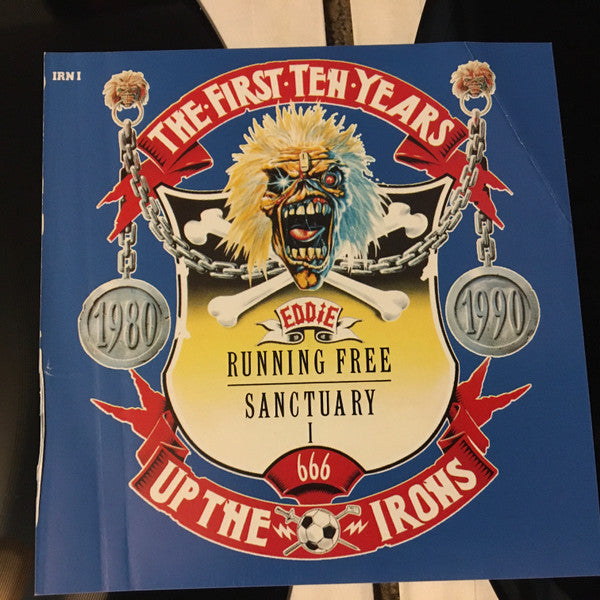 IRN I
THE·FIRST·TEN·YEARS
1980
1990
EDDIE
RUNNING FREE
SANCTUARY
I
666
UP THE IRONS